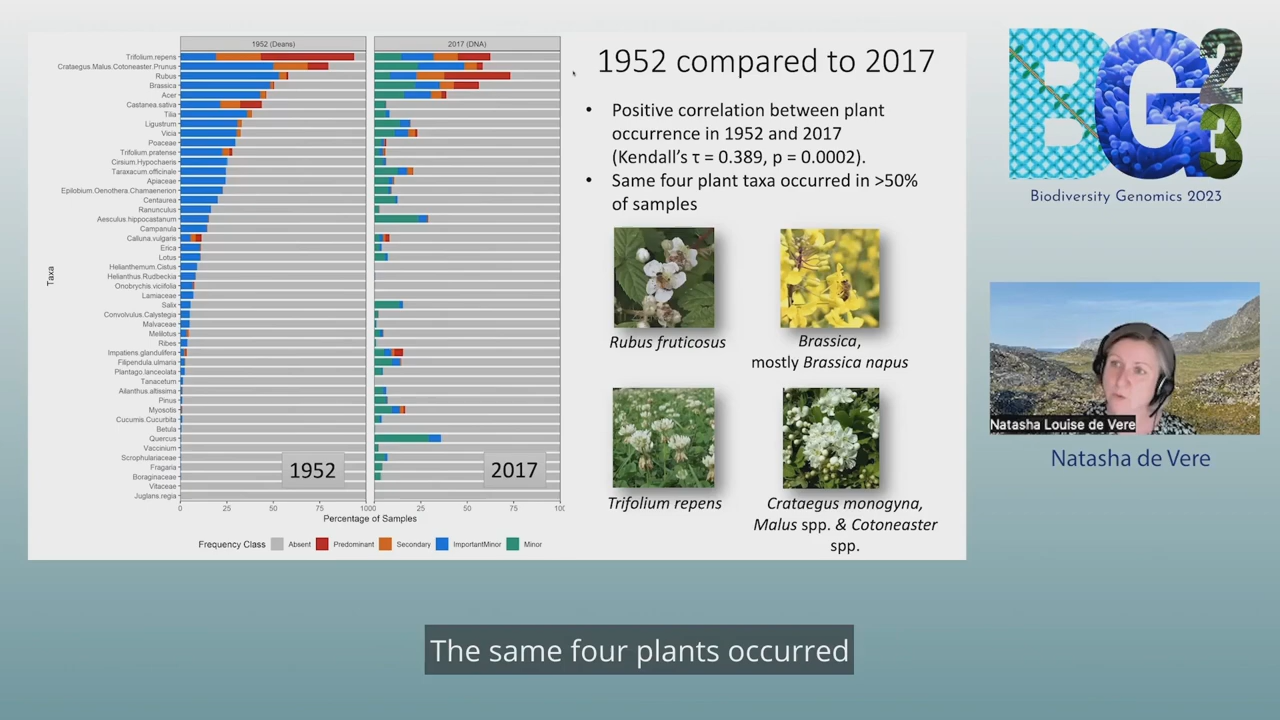 1952 (Deans)
2017 (DNA)
Trifolium.repens
Crataegus.Malus.Cotoneaster.Prunus
Rubus
Brassica
Acer
Castanea.sativa
Tilia
Ligustrum
Vicia
Poaceae
Trifolium.pratense
Cirsium.Hypochaeris
Taraxacum.officinale
Apiaceae
Epilobium.Oenothera.Chamaenerion
Centaurea
Ranunculus
Aesculus.hippocastanum
Campanula
Calluna.vulgaris
Erica
Lotus
Helianthemum.Cistus
Helianthus.Rudbeckia
Onobrychis.viciifolia
Lamiaceae
Salix
Convolvulus.Calystegia
Malvaceae
Melilotus
Ribes
Impatiens.glandulifera
Filipendula.ulmaria
Plantago.lanceolata
Tanacetum
Ailanthus.altissima
Pinus
Myosotis
Cucumis.Cucurbita
Betula
Quercus
Vaccinium
Scrophulariaceae
Fragaria
Boraginaceae
Vitaceae
Juglans.regia
Taxa
1952
2017
0 25 50 75 100 25 50 75 100
Percentage of Samples
Frequency Class Absent Predominant Secondary ImportantMinor Minor
1952 compared to 2017
• Positive correlation between plant
occurrence in 1952 and 2017
(Kendall's τ = 0.389, p = 0.0002).
• Same four plant taxa occurred in >50%
of samples
Rubus fruticosus
Brassica,
mostly Brassica napus
Trifolium repens
Crataegus monogyna,
Malus spp. & Cotoneaster
spp.
BG23
Biodiversity Genomics 2023
Natasha Louise de Vere
Natasha de Vere
The same four plants occurred